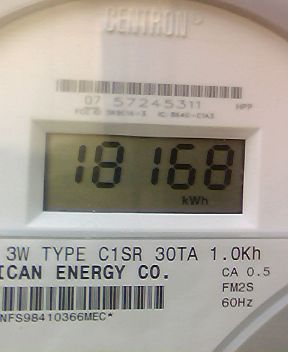 CENTRON®
07 57245311 HPP
18168
kWh
3W TYPE C1SR 30TA 1.0Kh
ICAN ENERGY CO.
CA 0.5
FM2S
60Hz
NFS98410366MEC*